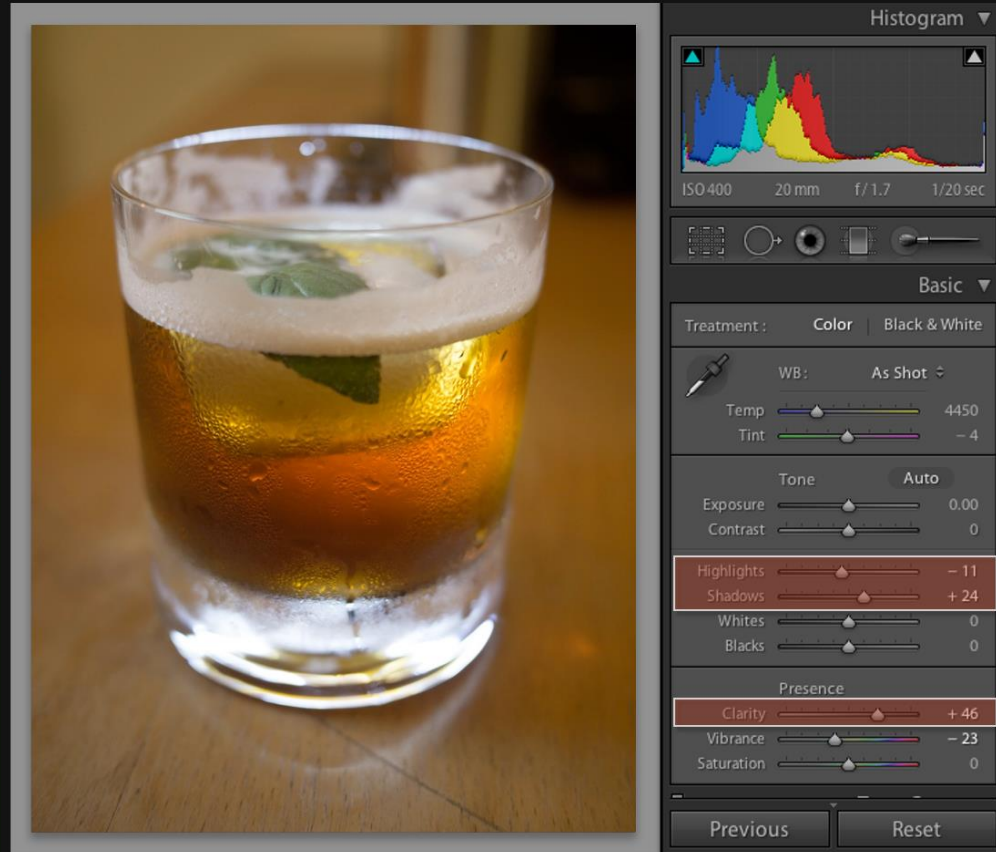 Histogram
ISO 400 20 mm f / 1.7 1/20 sec
Basic
Treatment : Color Black & White
WB : As Shot
Temp 4450
Tint – 4
Tone Auto
Exposure 0.00
Contrast 0
Highlights – 11
Shadows + 24
Whites 0
Blacks 0
Presence
Clarity + 46
Vibrance – 23
Saturation 0
Previous Reset